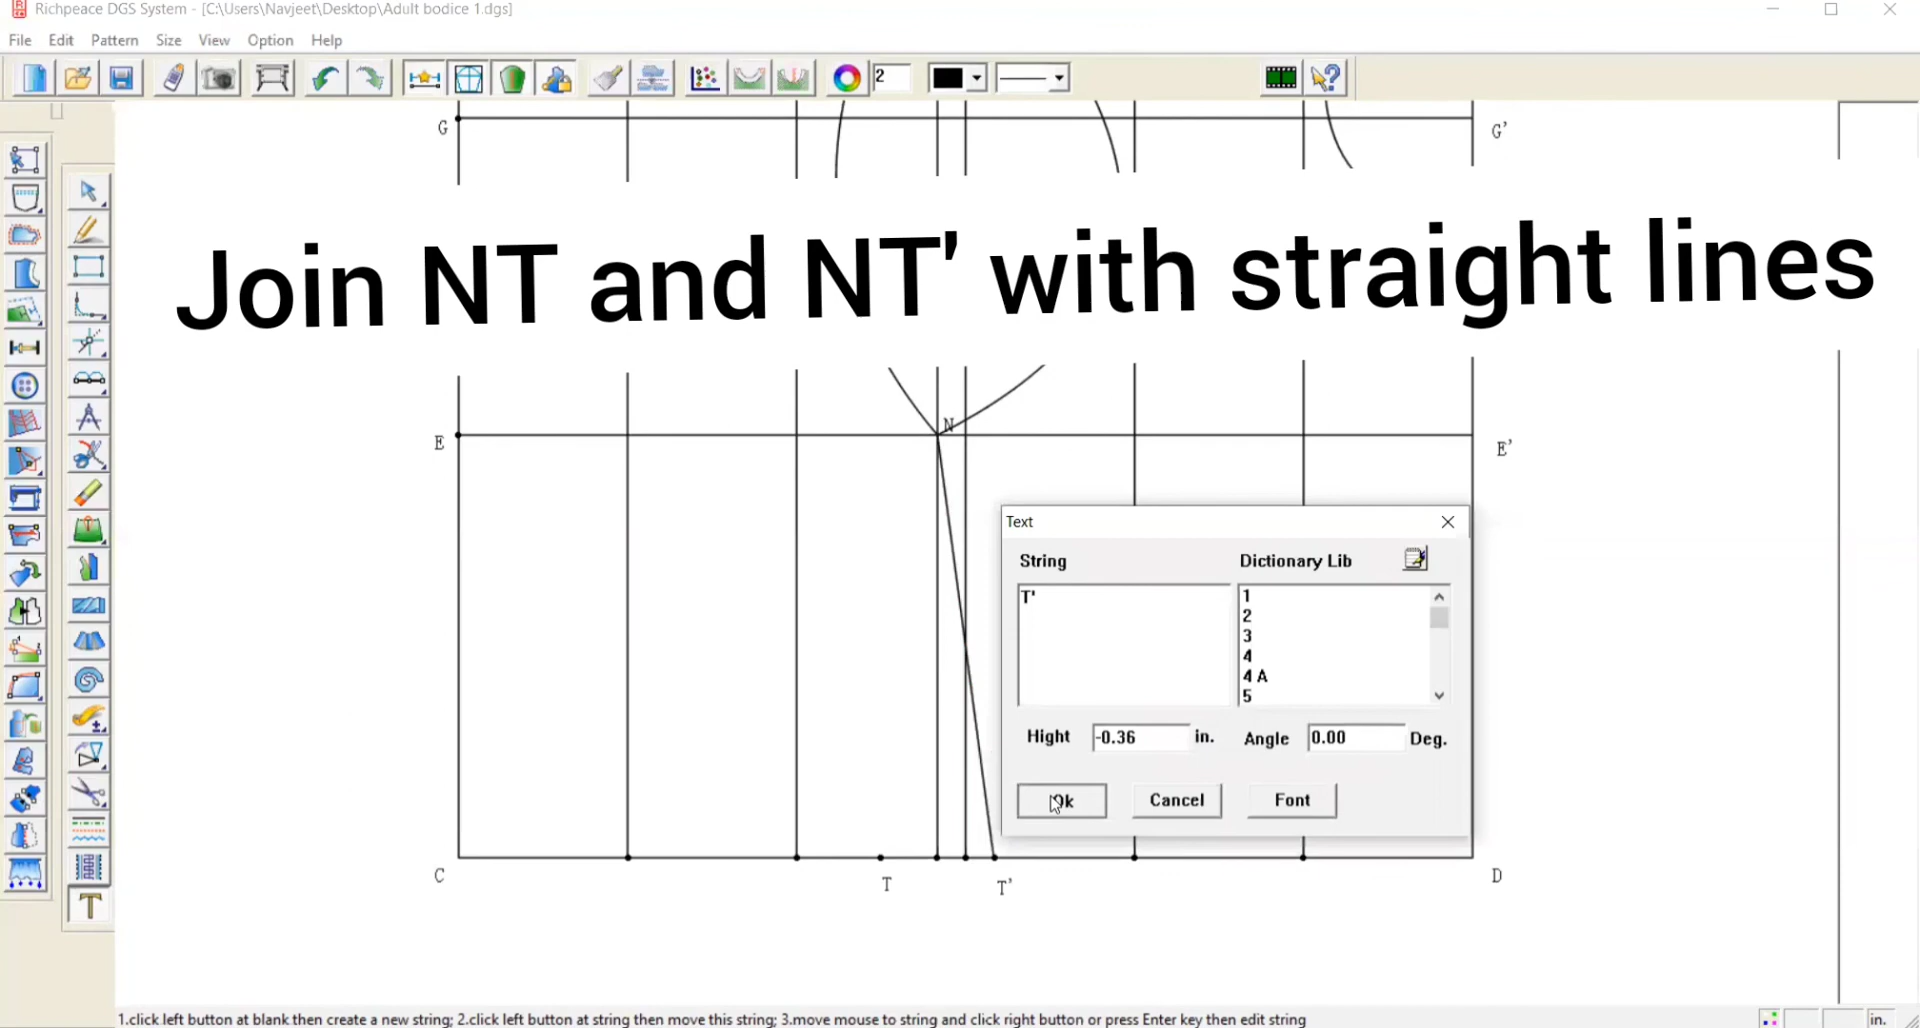 Richpeace DGS System - [C:\Users\Navjeet\Desktop\Adult bodice 1.dgs]
File Edit Pattern Size View Option Help
2
G G'
Join NT and NT' with straight lines
N
E E'
Text
String Dictionary Lib
T' 1
2
3
4
4 A
5
Hight -0.36 in. Angle 0.00 Deg.
Ok Cancel Font
C T T' D
1.click left button at blank then create a new string; 2.click left button at string then move this string; 3.move mouse to string and click right button or press Enter key then edit string in.